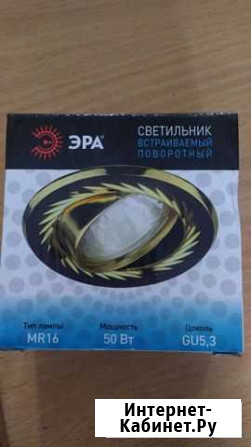 ЭРА
СВЕТИЛЬНИК
ВСТРАИВАЕМЫЙ
ПОВОРОТНЫЙ
Тип лампы Мощность Цоколь
MR16 50 Вт GU5,3
Интернет-
Кабинет.Ру